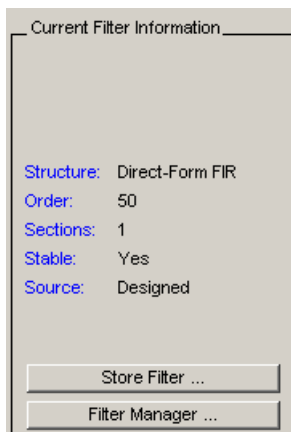 Current Filter Information
Structure: Direct-Form FIR
Order: 50
Sections: 1
Stable: Yes
Source: Designed
Store Filter ...
Filter Manager ...